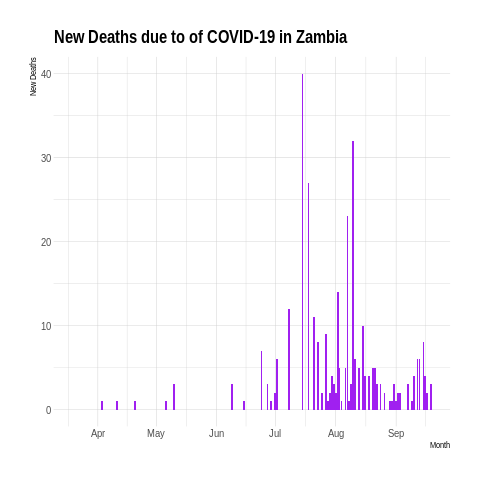 New Deaths due to of COVID-19 in Zambia
New Deaths
40
30
20
10
0
Apr May Jun Jul Aug Sep
Month